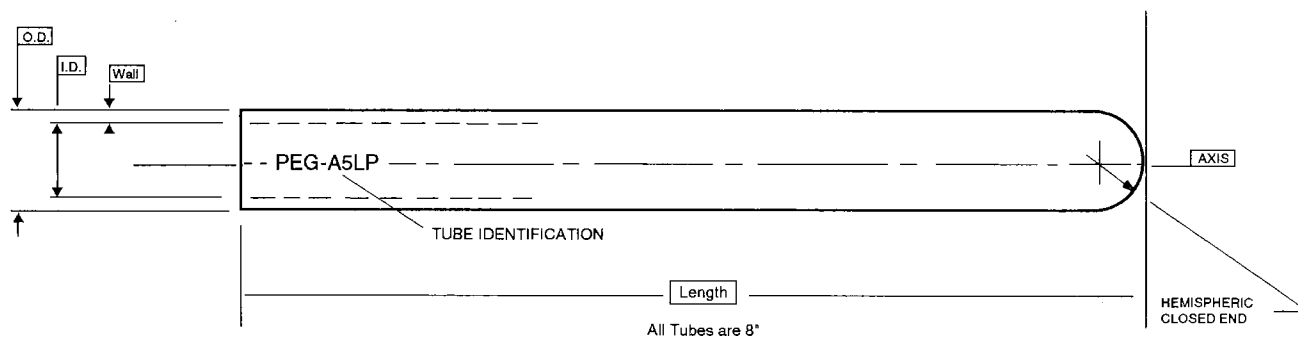 O.D.
I.D.
Wall
PEG-A5LP
AXIS
TUBE IDENTIFICATION
Length
HEMISPHERIC
CLOSED END
All Tubes are 8"